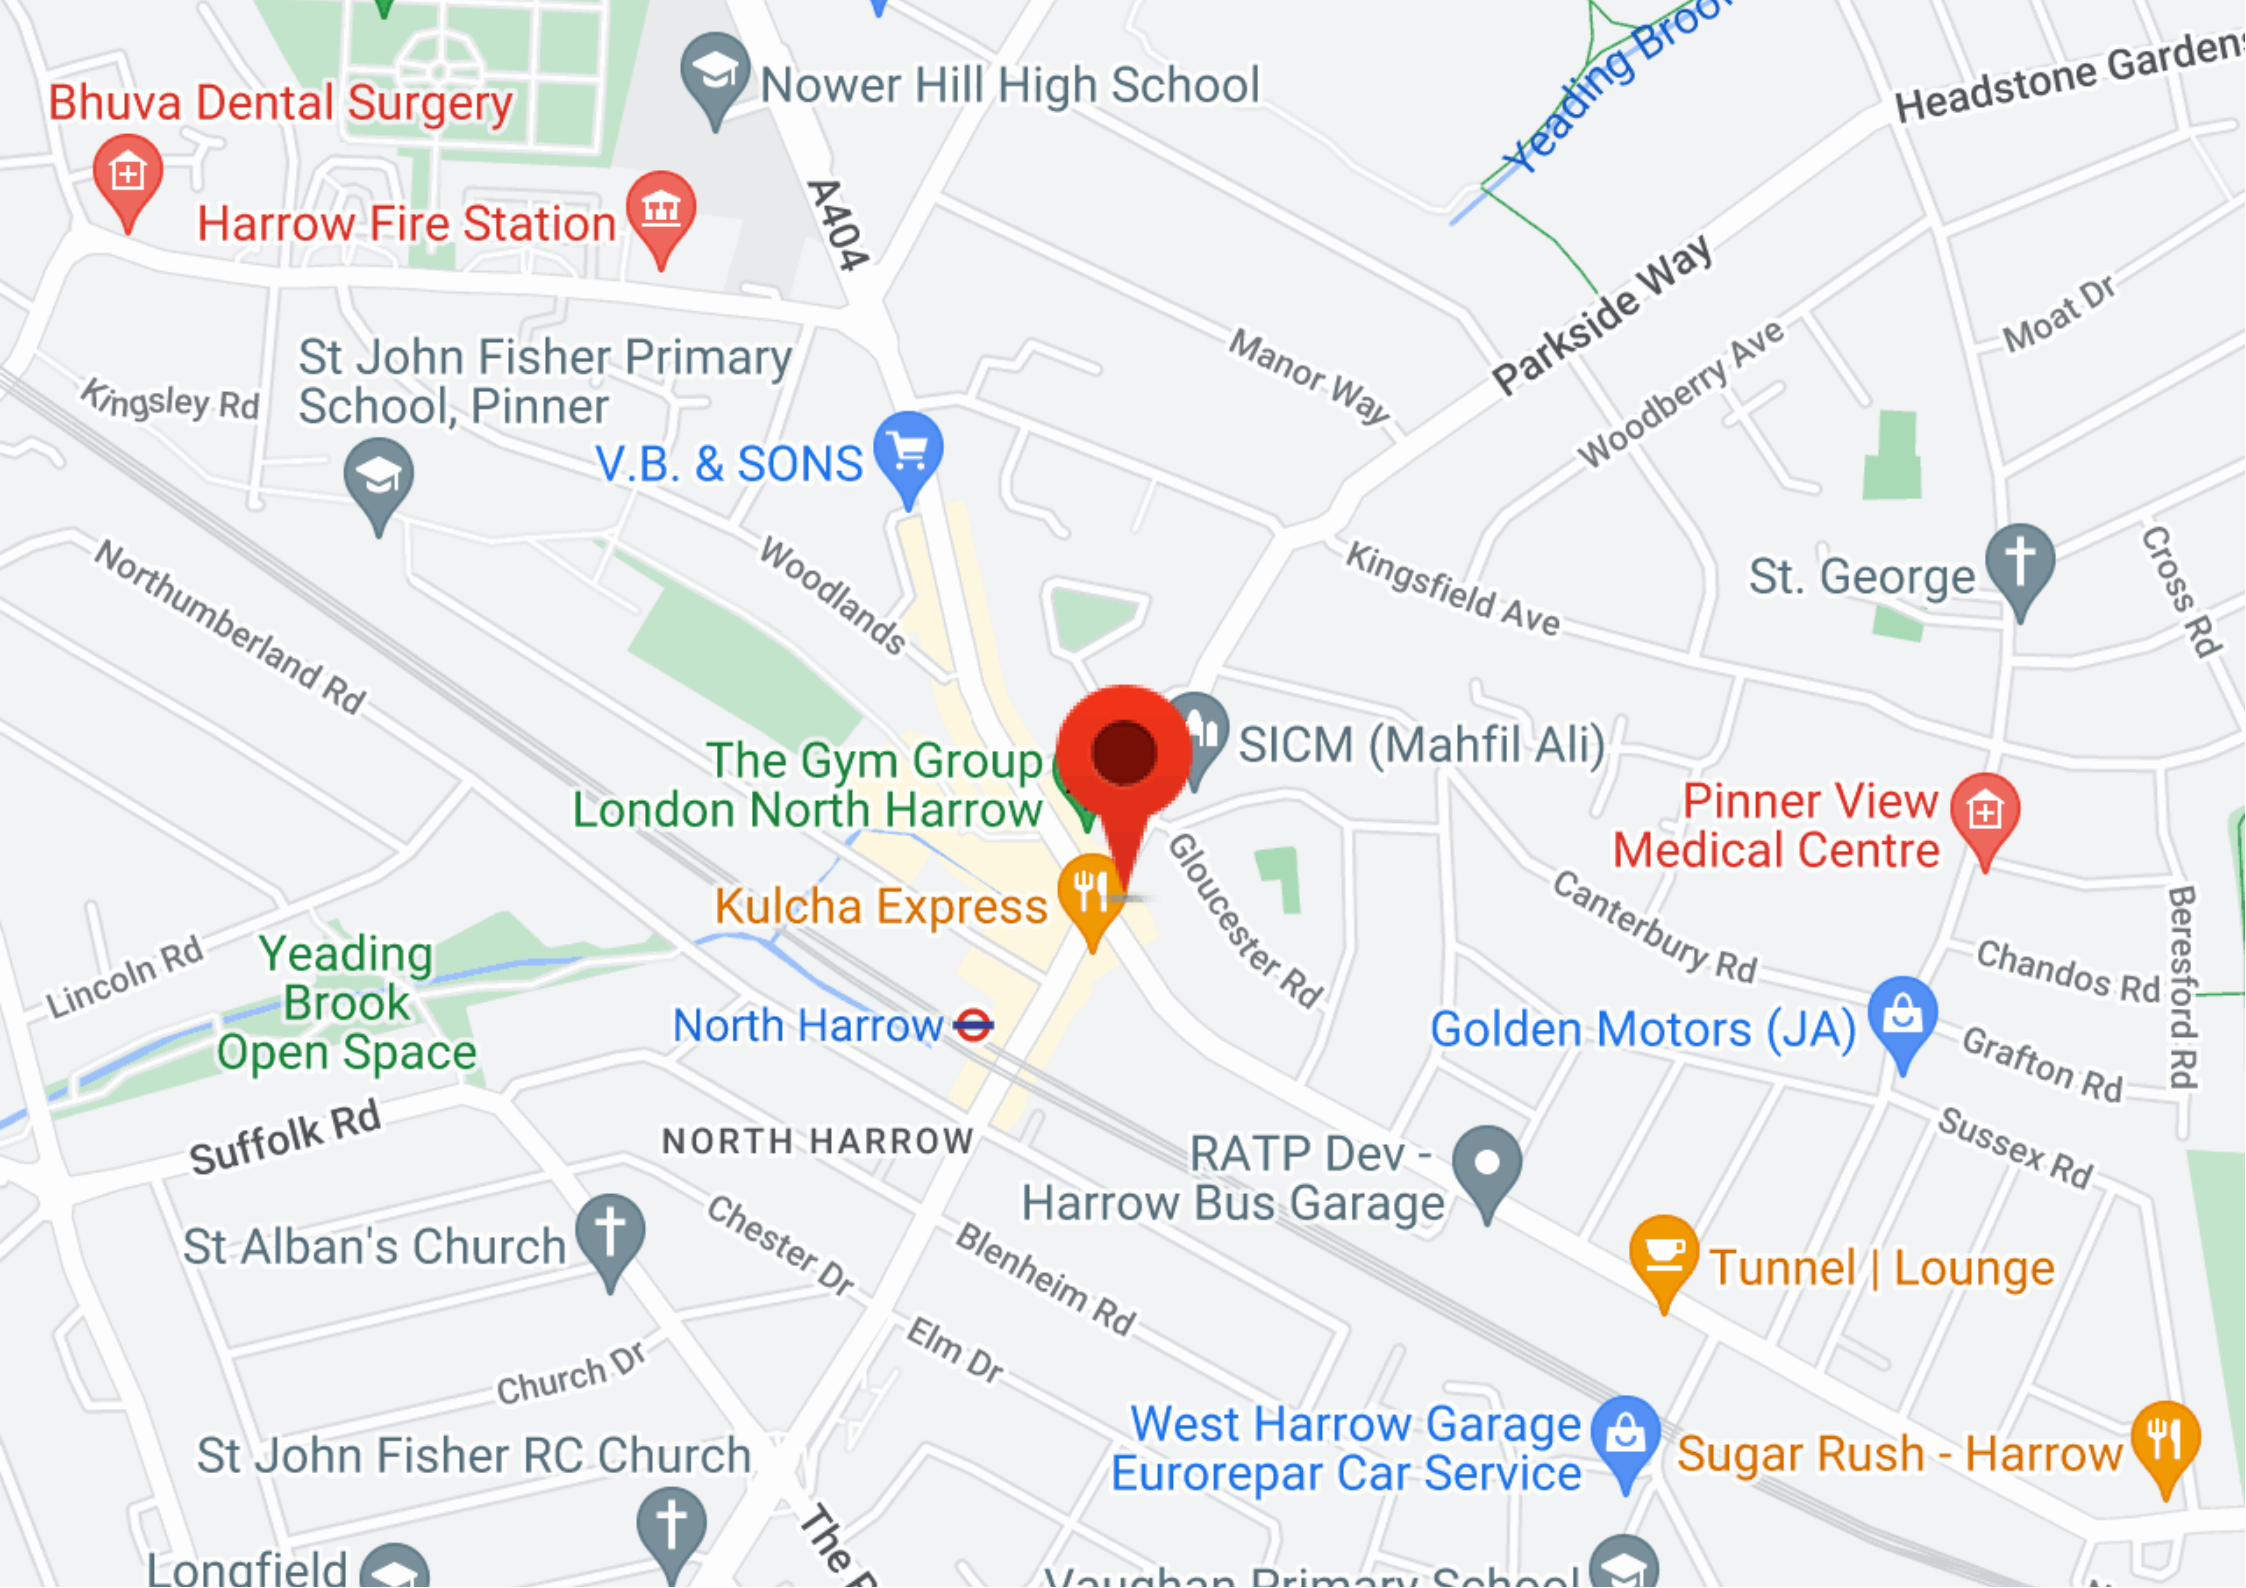 Yeading Broo
Headstone Gardens
Nower Hill High School
Bhuva Dental Surgery
Harrow Fire Station
A404
Parkside Way
Moat Dr
Manor Way
Woodberry Ave
St John Fisher Primary
School, Pinner
Kingsley Rd
V.B. & SONS
Woodlands
Northumberland Rd
Kingsfield Ave
St. George
Cross Rd
The Gym Group
London North Harrow
SICM (Mahfil Ali)
Pinner View
Medical Centre
Kulcha Express
Gloucester Rd
Canterbury Rd
Beresford Rd
Chandos Rd
Lincoln Rd
Yeading
Brook
Open Space
North Harrow
Golden Motors (JA)
Grafton Rd
Suffolk Rd
NORTH HARROW
Sussex Rd
RATP Dev -
Harrow Bus Garage
St Alban's Church
Chester Dr
Blenheim Rd
Tunnel | Lounge
Elm Dr
Church Dr
West Harrow Garage
Eurorepar Car Service
Sugar Rush - Harrow
St John Fisher RC Church
The
Longfield
Vaughan Primary School